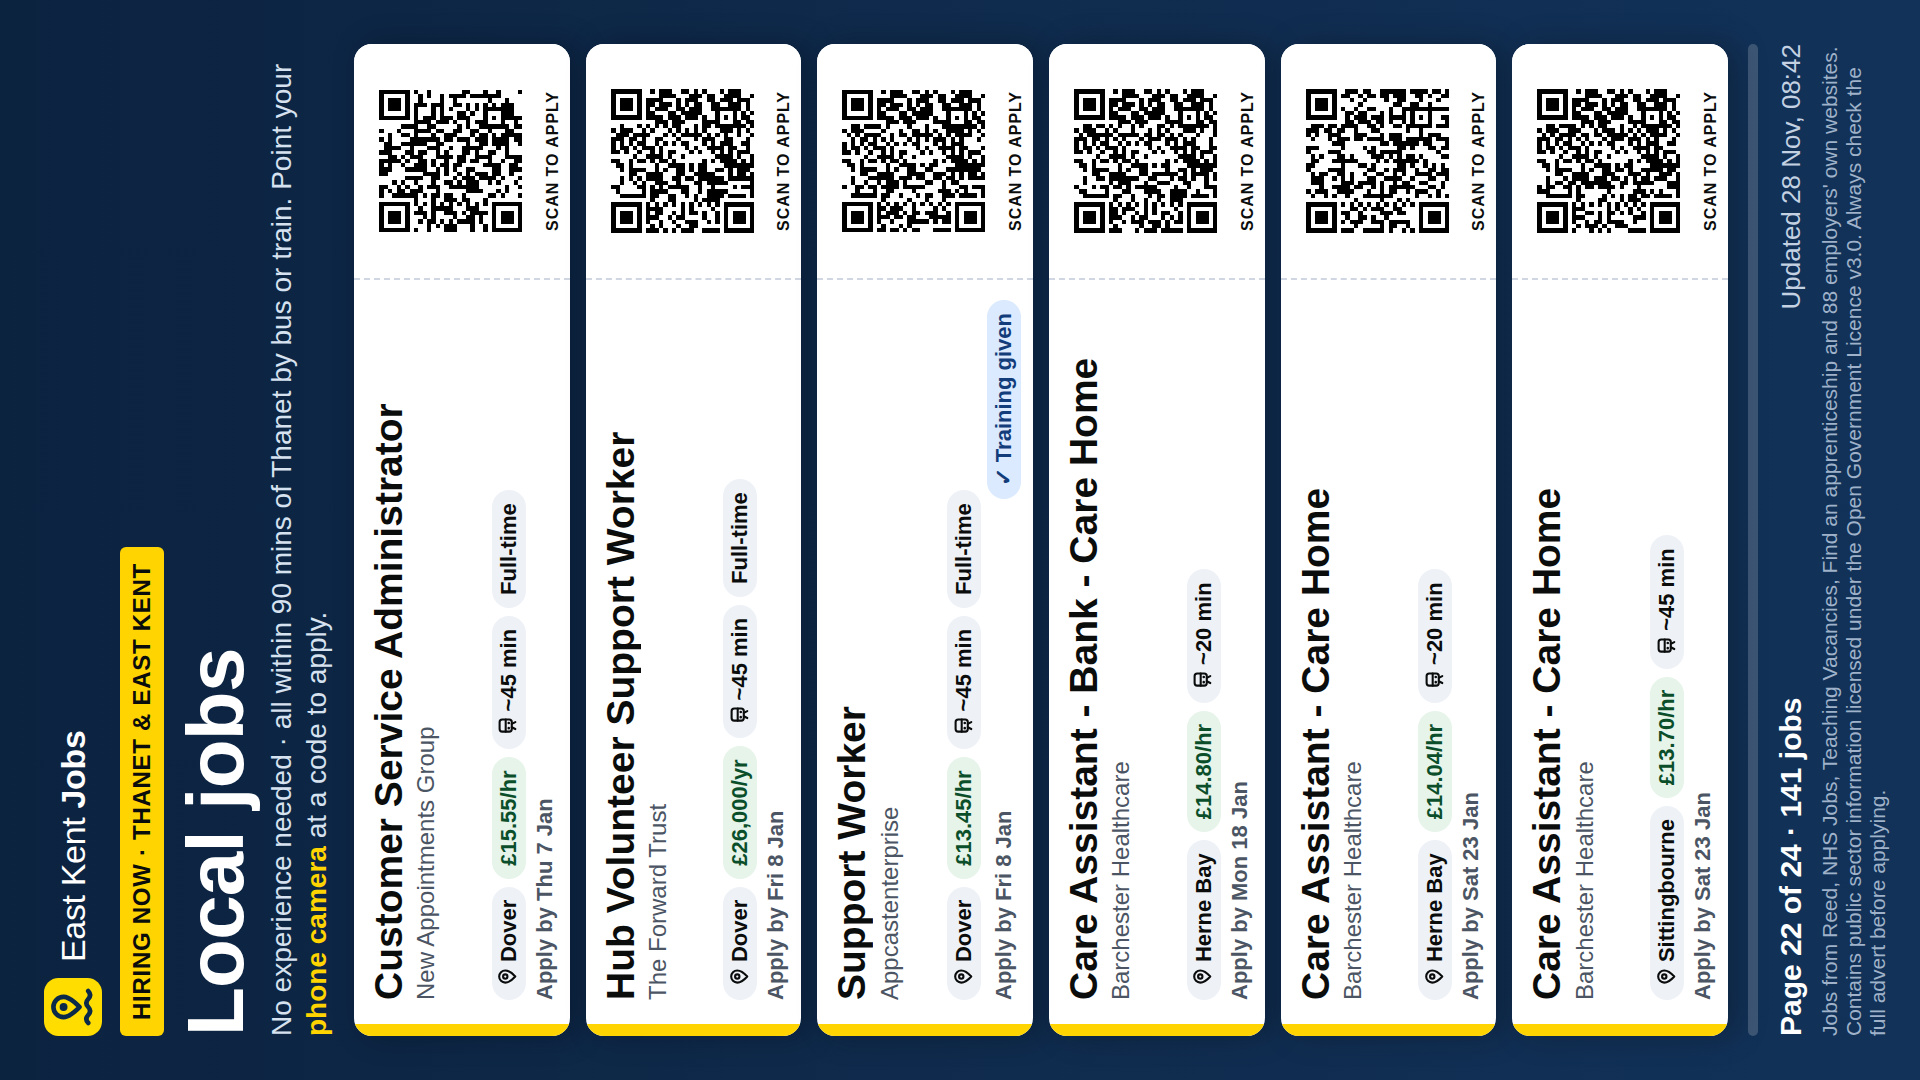 East Kent Jobs
HIRING NOW · THANET & EAST KENT
Local jobs
No experience needed · all within 90 mins of Thanet by bus or train. Point your
phone camera at a code to apply.
Customer Service Administrator
New Appointments Group
Dover
£15.55/hr
~45 min
Full-time
Apply by Thu 7 Jan
SCAN TO APPLY
Hub Volunteer Support Worker
The Forward Trust
Dover
£26,000/yr
~45 min
Full-time
Apply by Fri 8 Jan
SCAN TO APPLY
Support Worker
Appcastenterprise
Dover
£13.45/hr
~45 min
Full-time
Apply by Fri 8 Jan
✓ Training given
SCAN TO APPLY
Care Assistant - Bank - Care Home
Barchester Healthcare
Herne Bay
£14.80/hr
~20 min
Apply by Mon 18 Jan
SCAN TO APPLY
Care Assistant - Care Home
Barchester Healthcare
Herne Bay
£14.04/hr
~20 min
Apply by Sat 23 Jan
SCAN TO APPLY
Care Assistant - Care Home
Barchester Healthcare
Sittingbourne
£13.70/hr
~45 min
Apply by Sat 23 Jan
SCAN TO APPLY
Page 22 of 24 · 141 jobs
Updated 28 Nov, 08:42
Jobs from Reed, NHS Jobs, Teaching Vacancies, Find an apprenticeship and 88 employers' own websites.
Contains public sector information licensed under the Open Government Licence v3.0. Always check the
full advert before applying.